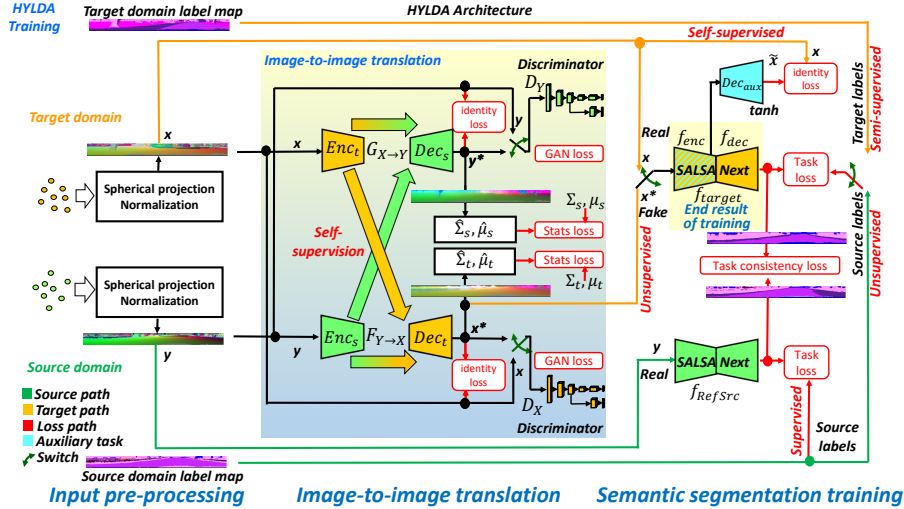 HYLDA
Training
Target domain label map
HYLDA Architecture
Self-supervised
Target domain
x
Spherical projection
Normalization
Spherical projection
Normalization
y
Source domain
Source path
Target path
Loss path
Auxiliary task
Switch
Source domain label map
Input pre-processing
Image-to-image translation
Discriminator
D_Y
x
Enc_t
G_{X→Y}
Dec_s
identity
loss
y
y*
GAN loss
Σ_s, μ_s
Σ̂_s, μ̂_s
Stats loss
Self-
supervision
Σ̂_t, μ̂_t
Stats loss
Σ_t, μ_t
y
Enc_s
F_{Y→X}
Dec_t
x*
x
GAN loss
identity
loss
D_X
Discriminator
Image-to-image translation
x̃
x
Dec_aux
identity
loss
tanh
Real
x
x*
Fake
f_enc
f_dec
SALSA
Next
f_target
End result
of training
Task
loss
Target labels
Semi-supervised
Source labels
Unsupervised
Unsupervised
Task consistency loss
y
Real
SALSA
Next
f_RefSrc
Task
loss
Supervised
Source
labels
Semantic segmentation training